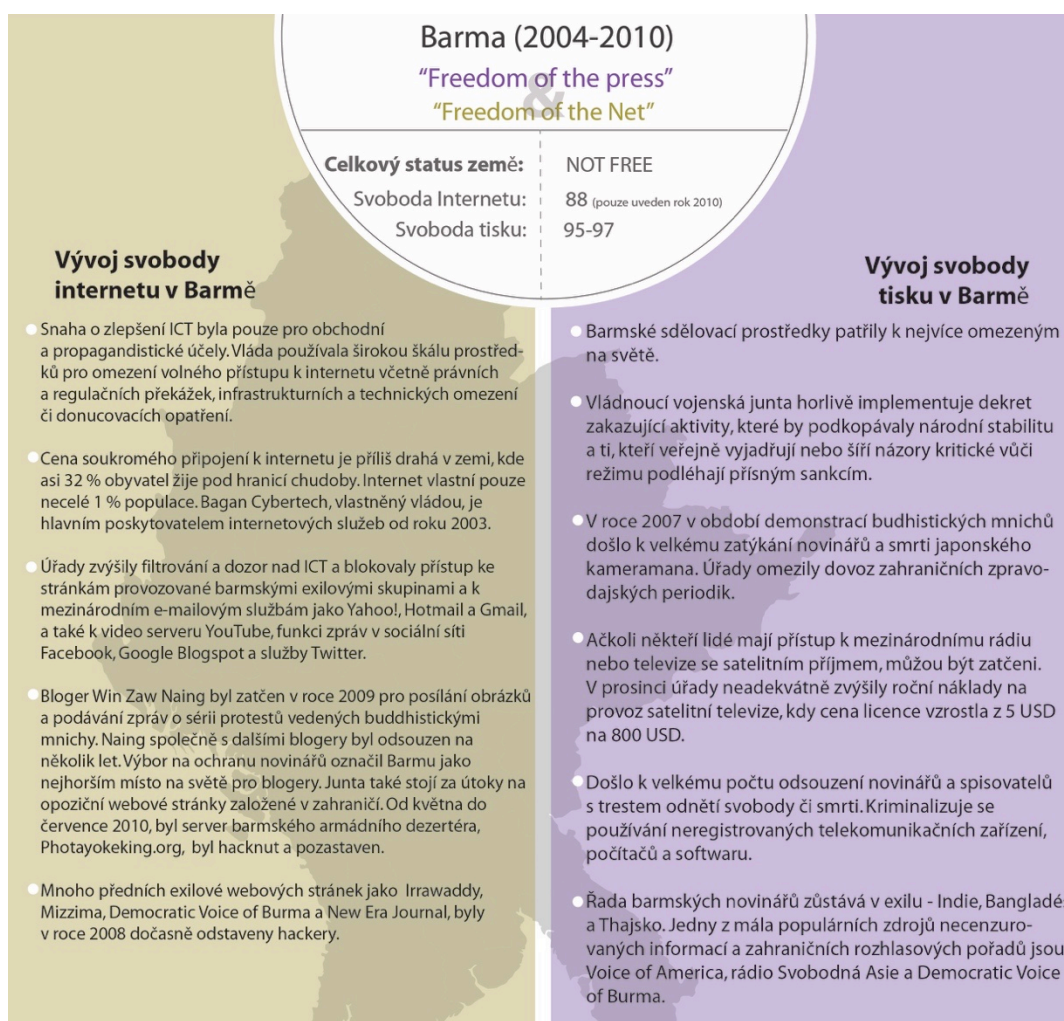 Barma (2004-2010)
“Freedom of the press”
&
“Freedom of the Net”
Celkový status země: NOT FREE
Svoboda Internetu: 88 (pouze uveden rok 2010)
Svoboda tisku: 95-97
Vývoj svobody
internetu v Barmě
Snaha o zlepšení ICT byla pouze pro obchodní
a propagandistické účely. Vláda používala širokou škálu prostřed-
ků pro omezení volného přístupu k internetu včetně právních
a regulačních překážek, infrastrukturních a technických omezení
či donucovacích opatření.
Cena soukromého připojení k internetu je příliš drahá v zemi, kde
asi 32 % obyvatel žije pod hranicí chudoby. Internet vlastní pouze
necelé 1 % populace. Bagan Cybertech, vlastněný vládou, je
hlavním poskytovatelem internetových služeb od roku 2003.
Úřady zvýšily filtrování a dozor nad ICT a blokovaly přístup ke
stránkám provozované barmskými exilovými skupinami a k
mezinárodním e-mailovým službám jako Yahoo!, Hotmail a Gmail,
a také k video serveru YouTube, funkci zpráv v sociální síti
Facebook, Google Blogspot a služby Twitter.
Bloger Win Zaw Naing byl zatčen v roce 2009 pro posílání obrázků
a podávání zpráv o sérii protestů vedených buddhistickými
mnichy. Naing společně s dalšími blogery byl odsouzen na
několik let. Výbor na ochranu novinářů označil Barmu jako
nejhorším místo na světě pro blogery. Junta také stojí za útoky na
opoziční webové stránky založené v zahraničí. Od května do
července 2010, byl server barmského armádního dezertéra,
Photayokeking.org, byl hacknut a pozastaven.
Mnoho předních exilové webových stránek jako Irrawaddy,
Mizzima, Democratic Voice of Burma a New Era Journal, byly
v roce 2008 dočasně odstaveny hackery.
Vývoj svobody
tisku v Barmě
Barmské sdělovací prostředky patřily k nejvíce omezeným
na světě.
Vládnoucí vojenská junta horlivě implementuje dekret
zakazující aktivity, které by podkopávaly národní stabilitu
a ti, kteří veřejně vyjadřují nebo šíří názory kritické vůči
režimu podléhají přísným sankcím.
V roce 2007 v období demonstrací budhistických mnichů
došlo k velkému zatýkání novinářů a smrti japonského
kameramana. Úřady omezily dovoz zahraničních zpravo-
dajských periodik.
Ačkoli někteří lidé mají přístup k mezinárodnímu rádiu
nebo televize se satelitním příjmem, můžou být zatčeni.
V prosinci úřady neadekvátně zvýšily roční náklady na
provoz satelitní televize, kdy cena licence vzrostla z 5 USD
na 800 USD.
Došlo k velkému počtu odsouzení novinářů a spisovatelů
s trestem odnětí svobody či smrti. Kriminalizuje se
používání neregistrovaných telekomunikačních zařízení,
počítačů a softwaru.
Řada barmských novinářů zůstává v exilu - Indie, Bangladé
a Thajsko. Jedny z mála populárních zdrojů necenzuro-
vaných informací a zahraničních rozhlasových pořadů jsou
Voice of America, rádio Svobodná Asie a Democratic Voice
of Burma.